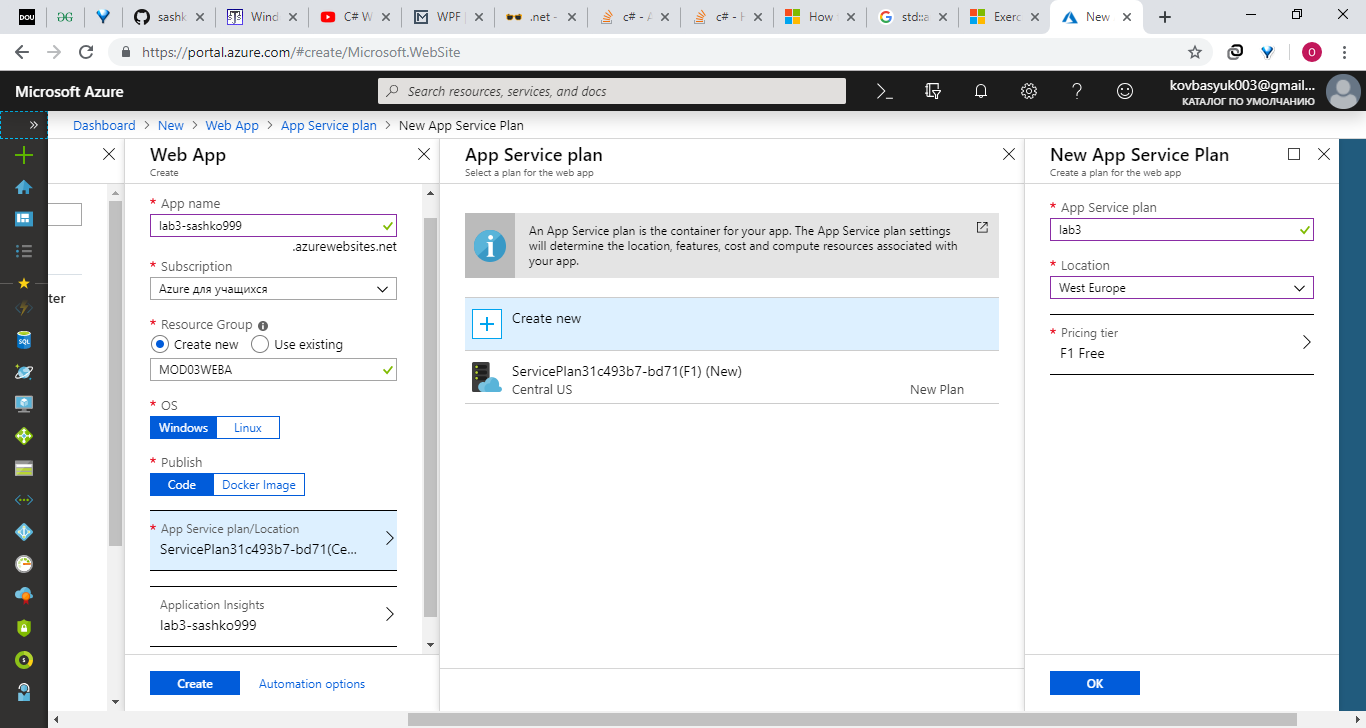 DOU
sashk
Wind
C# W
WPF
.net -
c# - A
c# - H
How
std::a
Exerc
New
https://portal.azure.com/#create/Microsoft.WebSite
O
Microsoft Azure
Search resources, services, and docs
kovbasyuk003@gmail...
КАТАЛОГ ПО УМОЛЧАНИЮ
Dashboard > New > Web App > App Service plan > New App Service Plan
ter
SQL
Web App
Create
* App name
lab3-sashko999
.azurewebsites.net
* Subscription
Azure для учащихся
* Resource Group
Create new
Use existing
MOD03WEBA
* OS
Windows
Linux
* Publish
Code
Docker Image
* App Service plan/Location
ServicePlan31c493b7-bd71(Ce...
Application Insights
lab3-sashko999
Create
Automation options
App Service plan
Select a plan for the web app
An App Service plan is the container for your app. The App Service plan settings
will determine the location, features, cost and compute resources associated with
your app.
Create new
ServicePlan31c493b7-bd71(F1) (New)
Central US
New Plan
New App Service Plan
Create a plan for the web app
* App Service plan
lab3
* Location
West Europe
* Pricing tier
F1 Free
OK